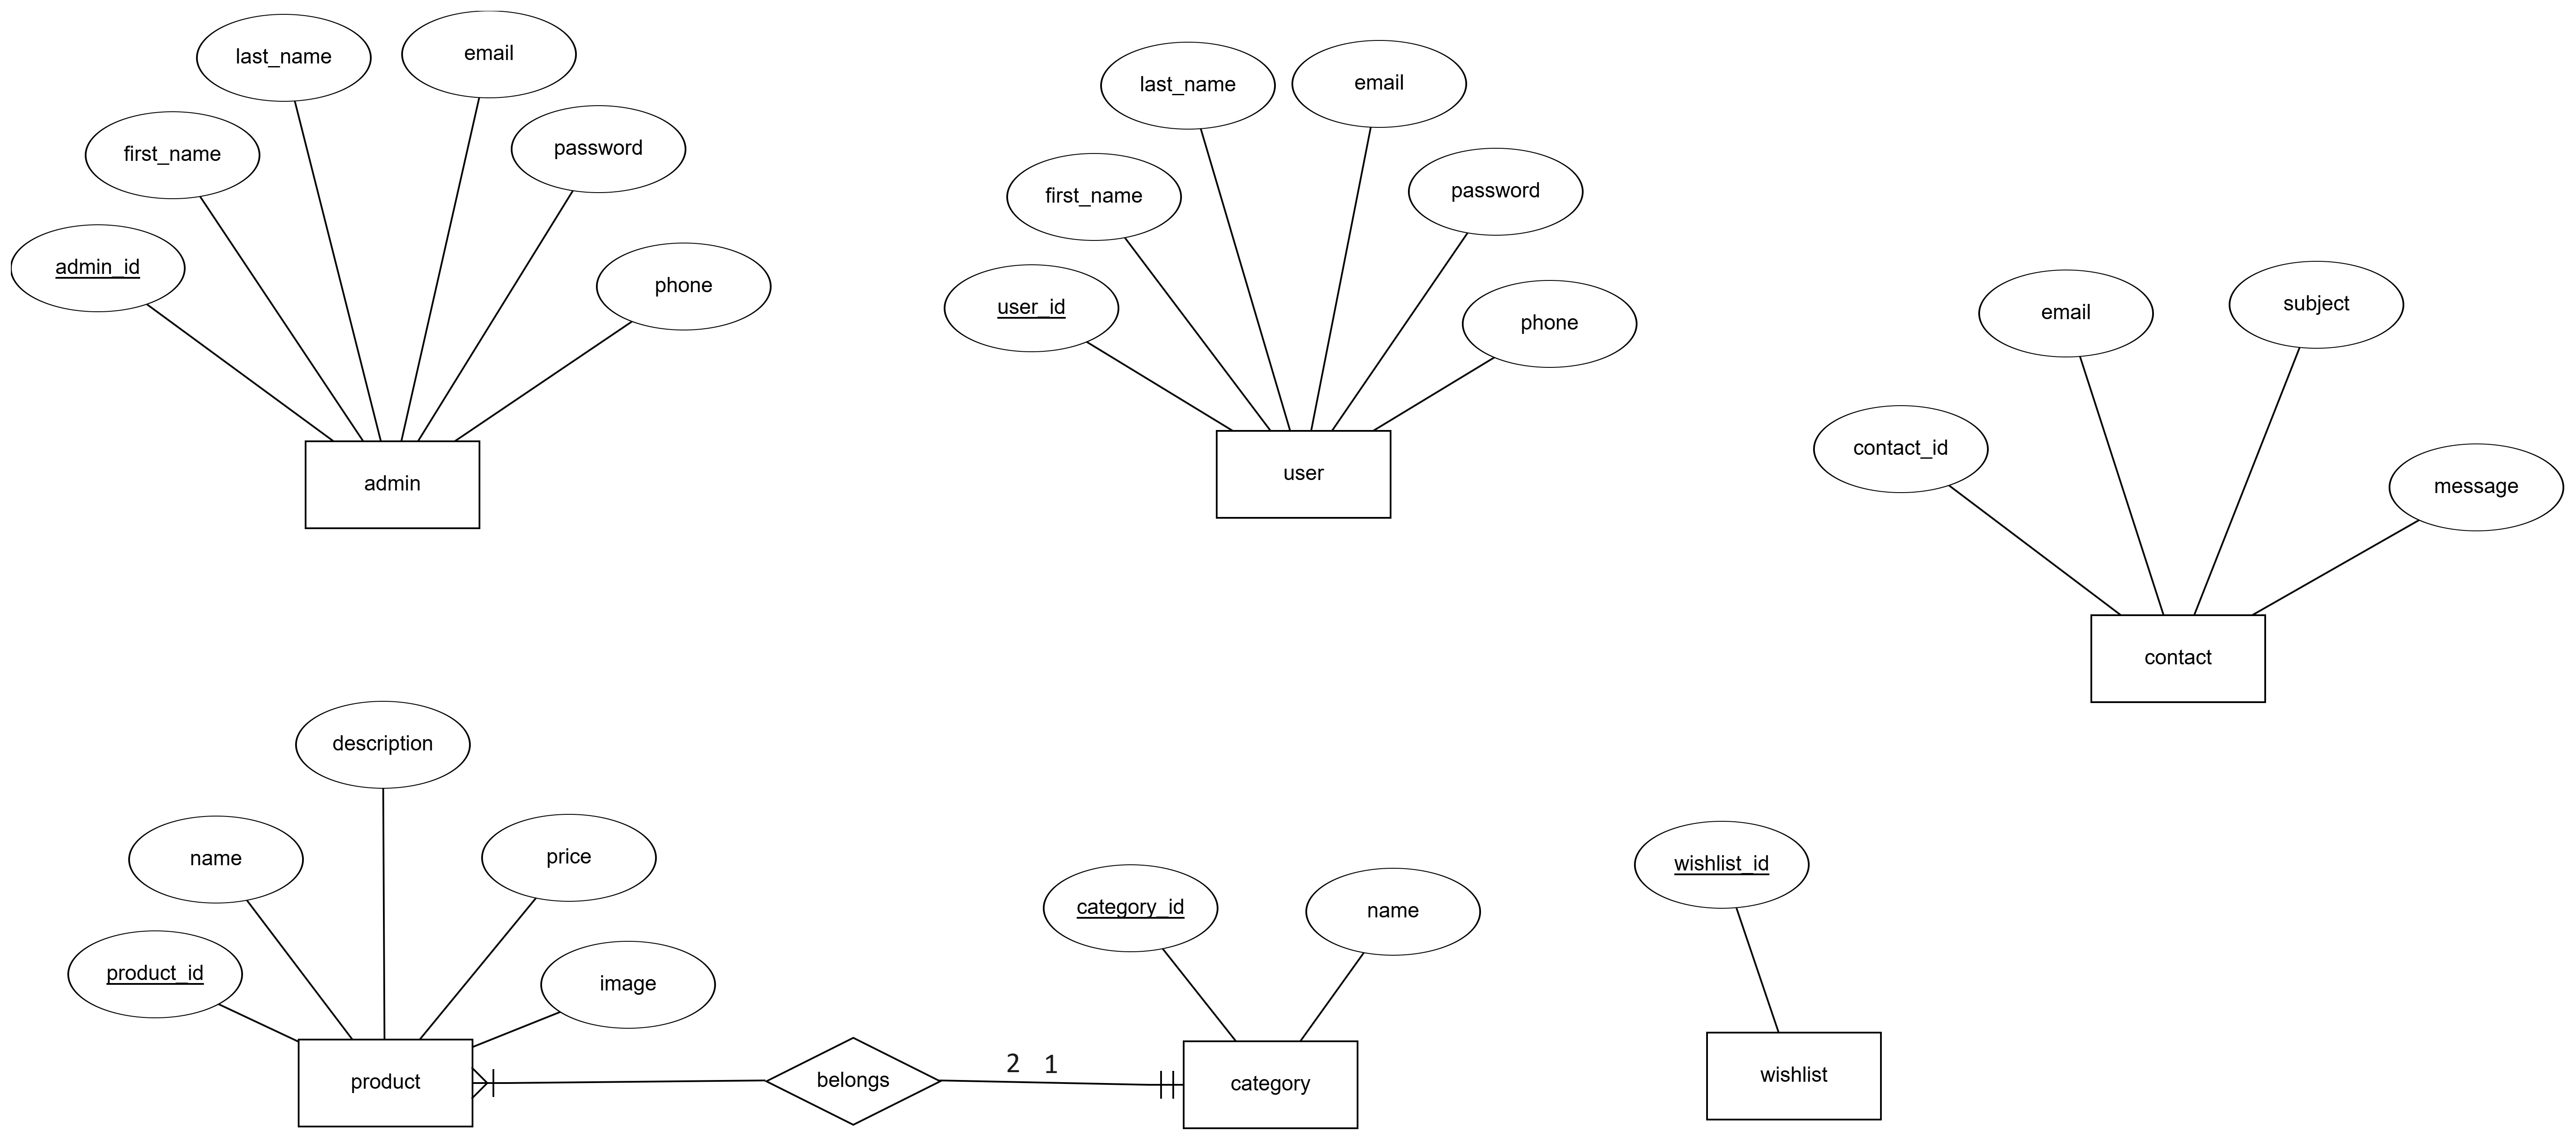 last_name
email
first_name
password
admin_id
phone
admin
last_name
email
first_name
password
user_id
phone
user
email
subject
contact_id
message
contact
description
name
price
product_id
image
product
belongs
2 1
category_id
name
category
wishlist_id
wishlist